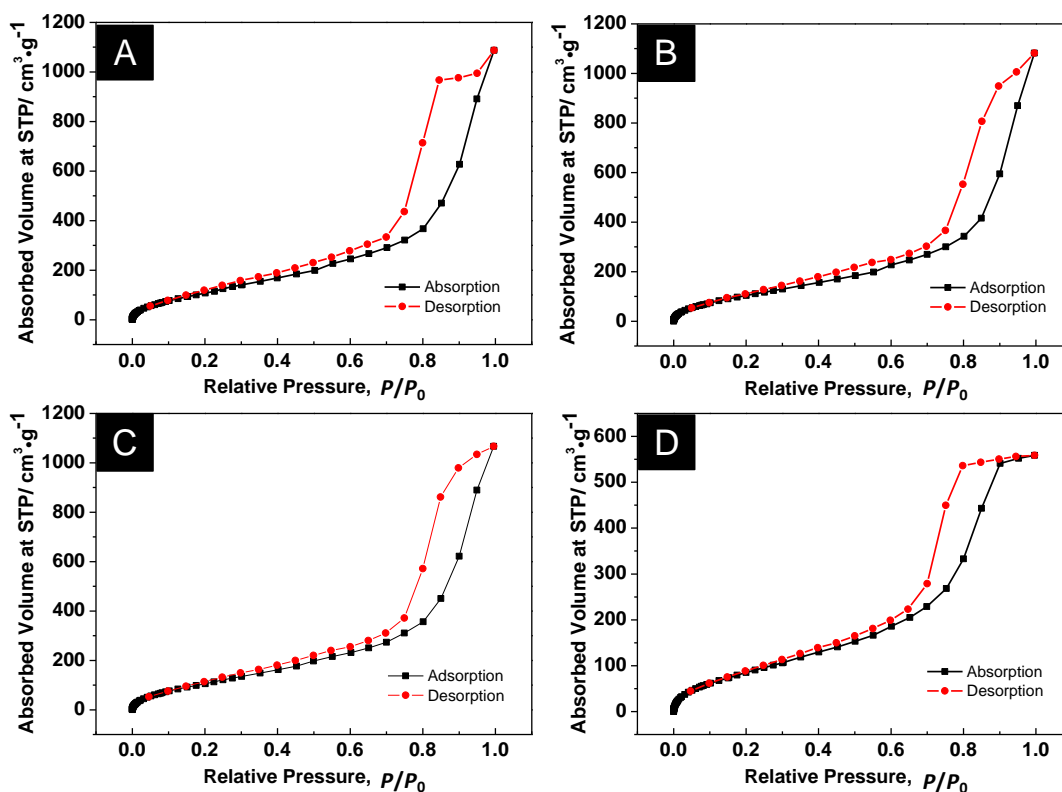 A
1200
1000
800
600
400
200
0
Absorbed Volume at STP/ cm³•g⁻¹
Absorption
Desorption
0.0 0.2 0.4 0.6 0.8 1.0
Relative Pressure, P/P₀
B
1200
1000
800
600
400
200
0
Absorbed Volume at STP/ cm³•g⁻¹
Adsorption
Desorption
0.0 0.2 0.4 0.6 0.8 1.0
Relative Pressure, P/P₀
C
1200
1000
800
600
400
200
0
Absorbed Volume at STP/ cm³•g⁻¹
Adsorption
Desorption
0.0 0.2 0.4 0.6 0.8 1.0
Relative Pressure, P/P₀
D
600
500
400
300
200
100
0
Absorbed Volume at STP/ cm³•g⁻¹
Absorption
Desorption
0.0 0.2 0.4 0.6 0.8 1.0
Relative Pressure, P/P₀